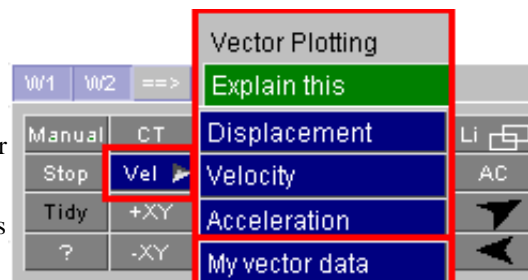 Vector Plotting
W1 W2 ==> Explain this
Manual CT Displacement Li
r
Stop Vel Velocity AC
Tidy +XY Acceleration
s
? -XY My vector data